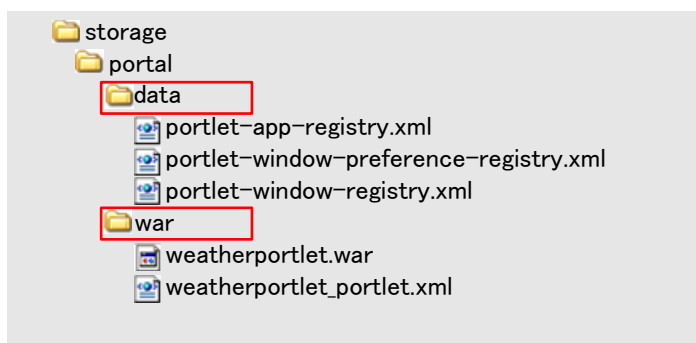 storage
portal
data
portlet-app-registry.xml
portlet-window-preference-registry.xml
portlet-window-registry.xml
war
weatherportlet.war
weatherportlet_portlet.xml